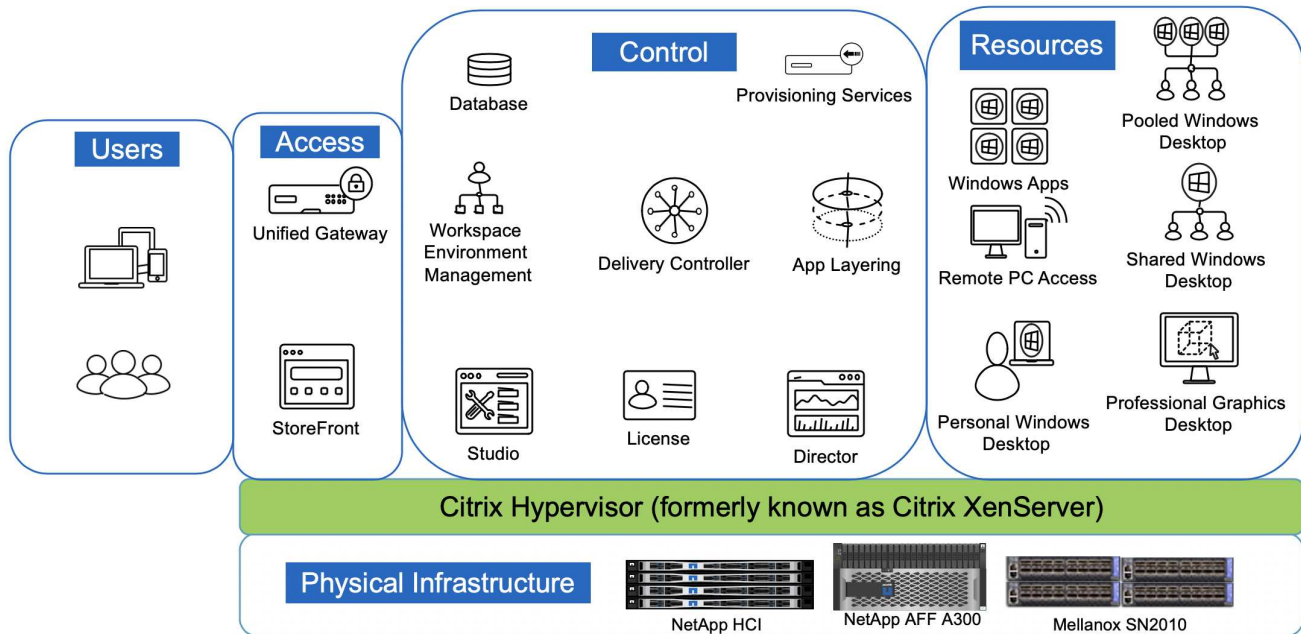 Users
Access
Unified Gateway
StoreFront
Control
Database
Provisioning Services
Workspace
Environment
Management
Delivery Controller
App Layering
Studio
License
Director
Resources
Windows Apps
Pooled Windows
Desktop
Remote PC Access
Shared Windows
Desktop
Personal Windows
Desktop
Professional Graphics
Desktop
Citrix Hypervisor (formerly known as Citrix XenServer)
Physical Infrastructure
NetApp HCI
NetApp AFF A300
Mellanox SN2010